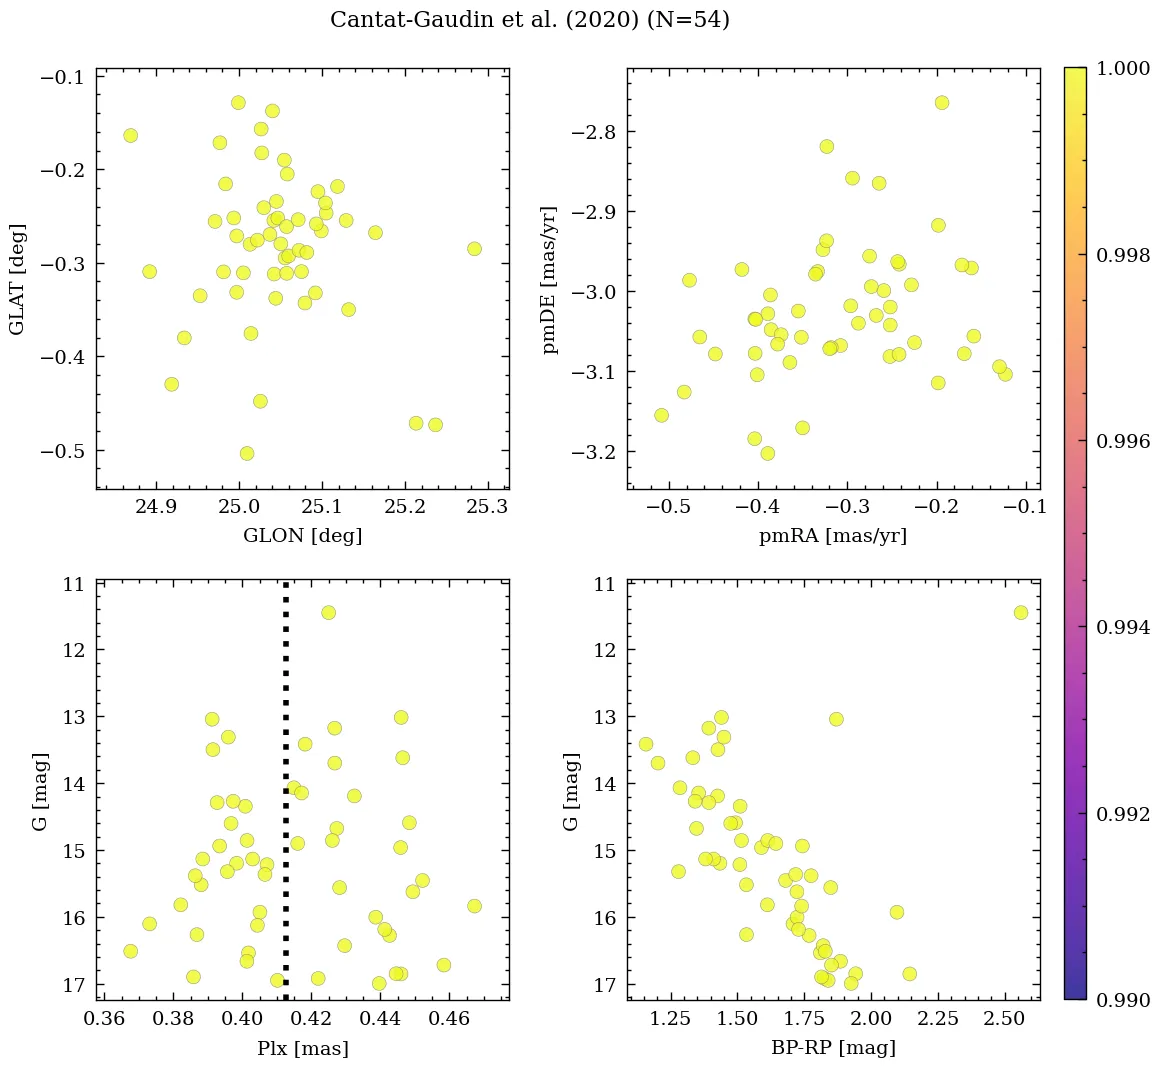 Cantat-Gaudin et al. (2020) (N=54)
−0.1
−0.2
−0.3
−0.4
−0.5
GLAT [deg]
24.9 25.0 25.1 25.2 25.3
GLON [deg]
−2.8
−2.9
−3.0
−3.1
−3.2
pmDE [mas/yr]
−0.5 −0.4 −0.3 −0.2 −0.1
pmRA [mas/yr]
11
12
13
14
15
16
17
G [mag]
0.36 0.38 0.40 0.42 0.44 0.46
Plx [mas]
11
12
13
14
15
16
17
G [mag]
1.25 1.50 1.75 2.00 2.25 2.50
BP-RP [mag]
1.000
0.998
0.996
0.994
0.992
0.990